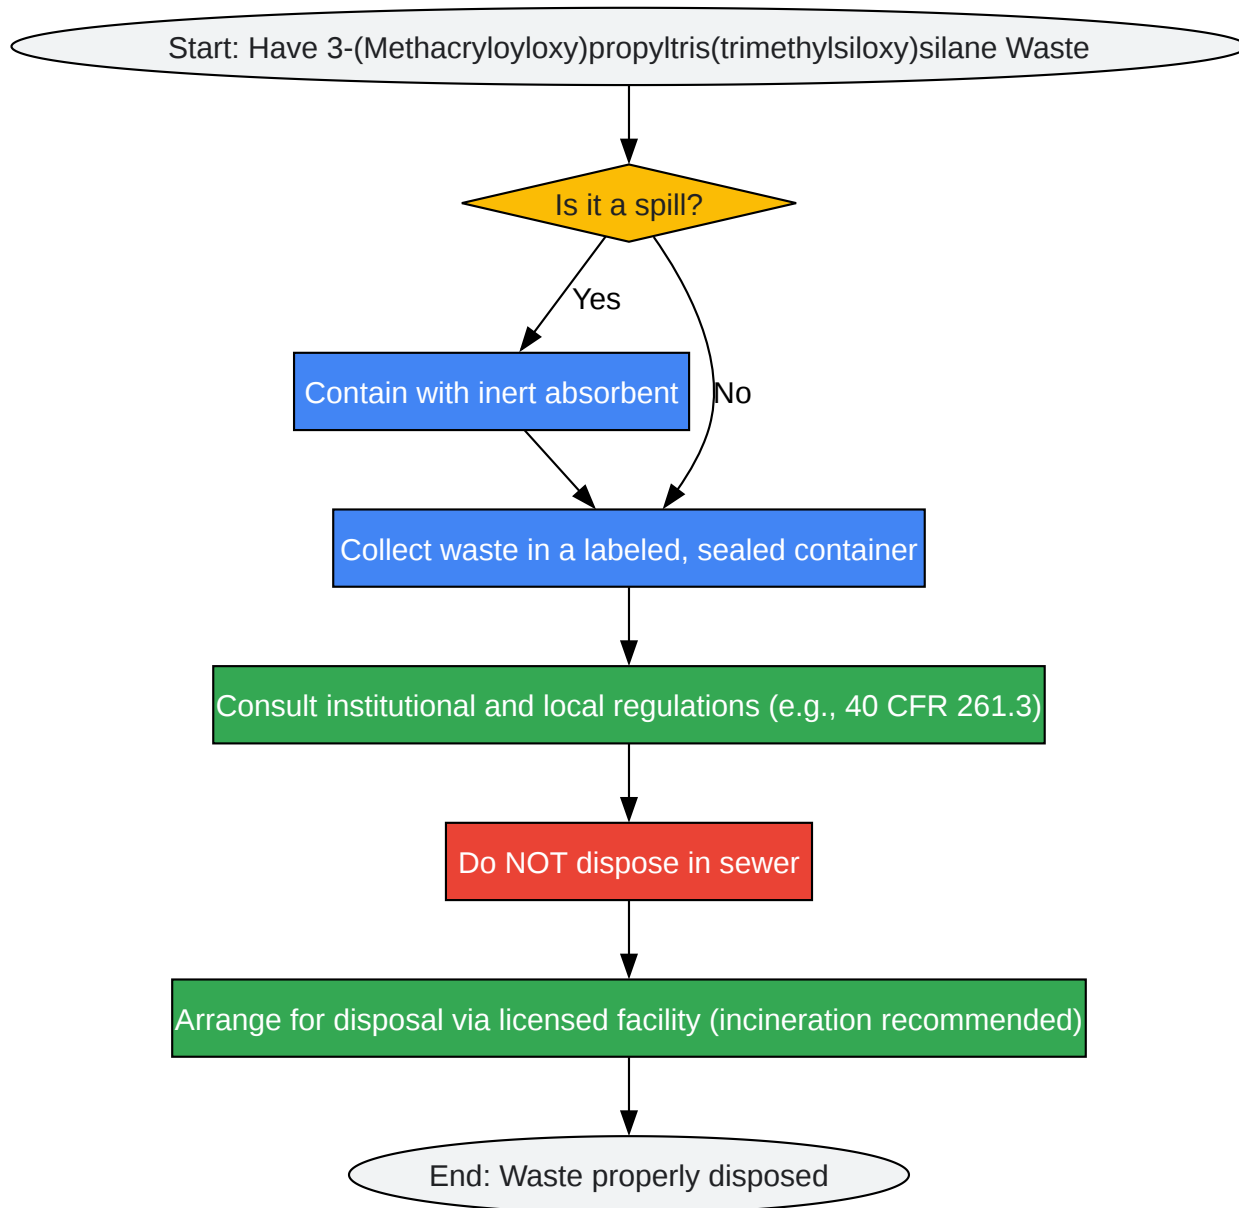 Start: Have 3-(Methacryloyloxy)propyltris(trimethylsiloxy)silane Waste
Is it a spill?
Yes
Contain with inert absorbent
No
Collect waste in a labeled, sealed container
Consult institutional and local regulations (e.g., 40 CFR 261.3)
Do NOT dispose in sewer
Arrange for disposal via licensed facility (incineration recommended)
End: Waste properly disposed